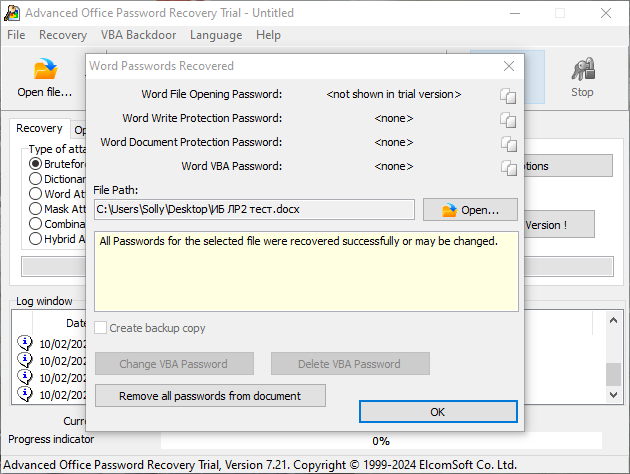 Advanced Office Password Recovery Trial - Untitled
File Recovery VBA Backdoor Language Help
Open file...
Stop
Word Passwords Recovered
Word File Opening Password: <not shown in trial version>
Word Write Protection Password: <none>
Word Document Protection Password: <none>
Word VBA Password: <none>
File Path:
C:\Users\Solly\Desktop\ИБ ЛР2 тест.docx
Open...
All Passwords for the selected file were recovered successfully or may be changed.
Create backup copy
Change VBA Password Delete VBA Password
Remove all passwords from document
OK
Recovery
Type of atta
Brutefor
Dictionar
Word Att
Mask Att
Combina
Hybrid A
tions
Version !
Log window
Date
10/02/202
10/02/202
10/02/202
10/02/202
Curre
Progress indicator
0%
Advanced Office Password Recovery Trial, Version 7.21. Copyright © 1999-2024 ElcomSoft Co. Ltd.